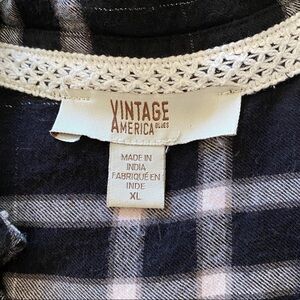 VINTAGE
AMERICA BLUES
MADE IN
INDIA
FABRIQUÉ EN
INDE
XL